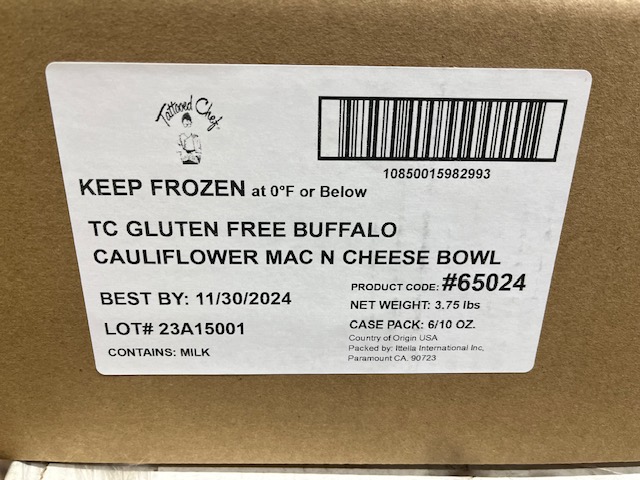 Tattooed Chef
10850015982993
KEEP FROZEN at 0°F or Below
TC GLUTEN FREE BUFFALO
CAULIFLOWER MAC N CHEESE BOWL
PRODUCT CODE: #65024
BEST BY: 11/30/2024
NET WEIGHT: 3.75 lbs
LOT# 23A15001
CASE PACK: 6/10 OZ.
CONTAINS: MILK
Country of Origin USA
Packed by: Ittella International Inc,
Paramount CA. 90723